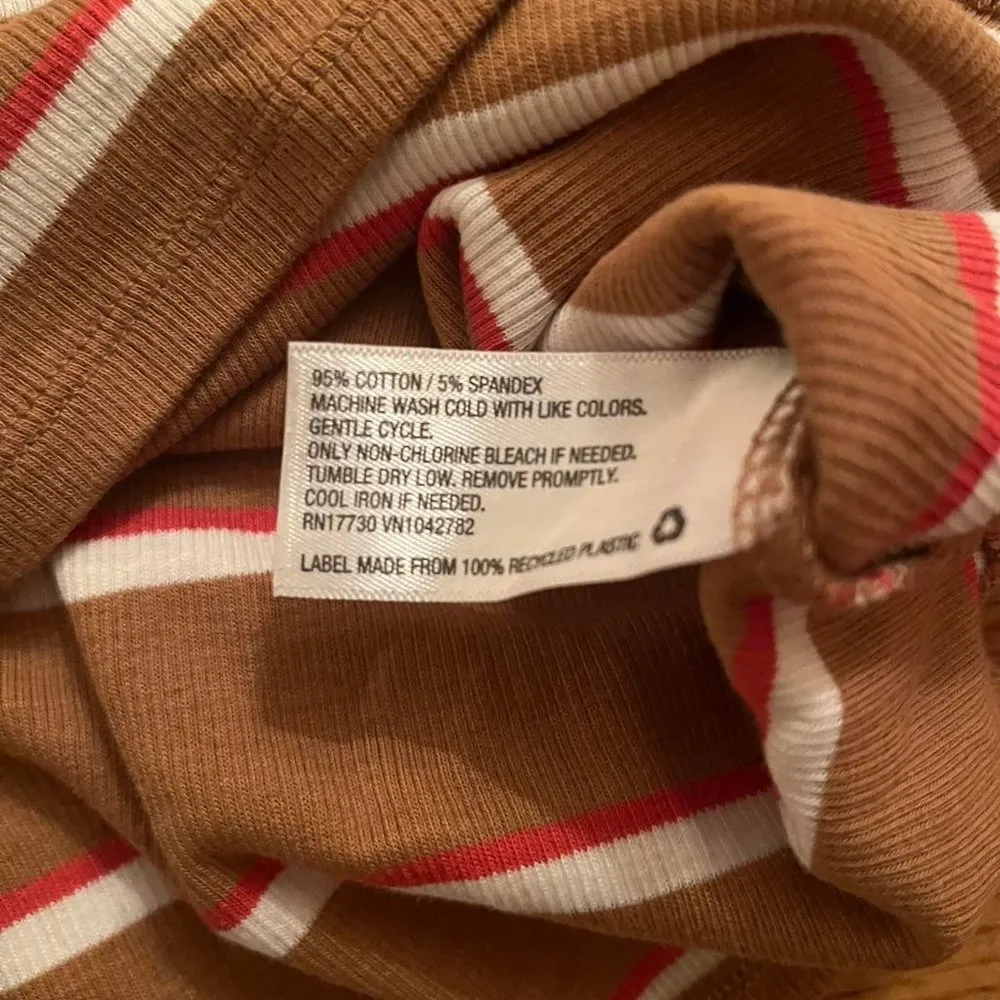 95% COTTON / 5% SPANDEX
MACHINE WASH COLD WITH LIKE COLORS.
GENTLE CYCLE.
ONLY NON-CHLORINE BLEACH IF NEEDED.
TUMBLE DRY LOW. REMOVE PROMPTLY.
COOL IRON IF NEEDED.
RN17730 VN1042782
LABEL MADE FROM 100% RECYCLED PLASTIC